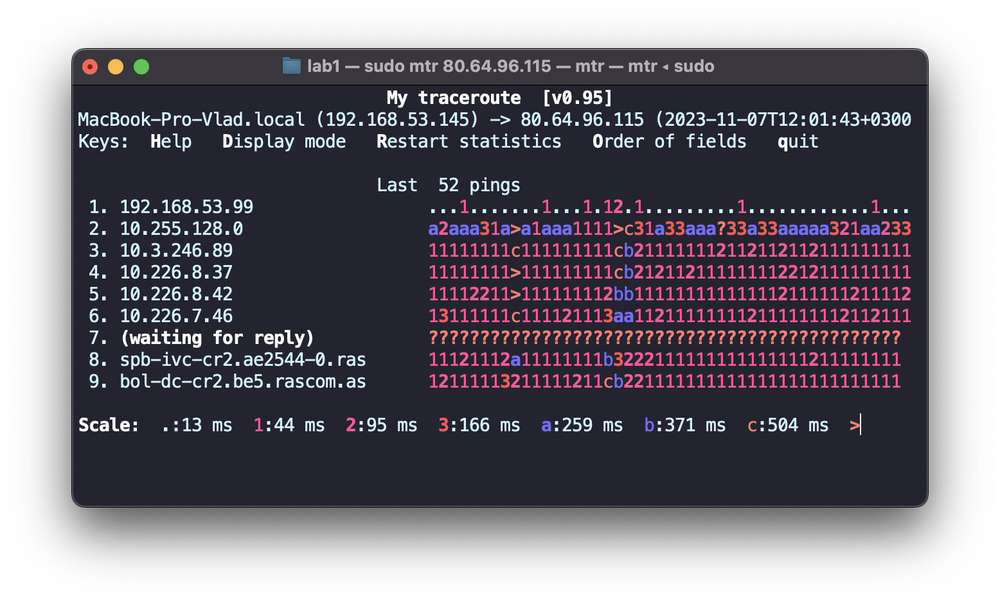 lab1 — sudo mtr 80.64.96.115 — mtr — mtr ◂ sudo
My traceroute  [v0.95]
MacBook-Pro-Vlad.local (192.168.53.145) -> 80.64.96.115 (2023-11-07T12:01:43+0300
Keys:  Help   Display mode   Restart statistics   Order of fields   quit
Last  52 pings
1. 192.168.53.99 ...1.......1...1.12.1.........1............1...
2. 10.255.128.0 a2aaa31a>a1aaa1111>c31a33aaa?33a33aaaaa321aa233
3. 10.3.246.89 11111111c111111111cb211111112112112112111111111
4. 10.226.8.37 11111111>111111111cb212112111111112212111111111
5. 10.226.8.42 11112211>111111112bb111111111111112111111211112
6. 10.226.7.46 13111111c111121113aa112111111112111111112112111
7. (waiting for reply) ??????????????????????????????????????????????
8. spb-ivc-cr2.ae2544-0.ras 11121112a11111111b3222111111111111111211111111
9. bol-dc-cr2.be5.rascom.as 12111113211111211cb221111111111111111111111111
Scale:  .:13 ms  1:44 ms  2:95 ms  3:166 ms  a:259 ms  b:371 ms  c:504 ms  >